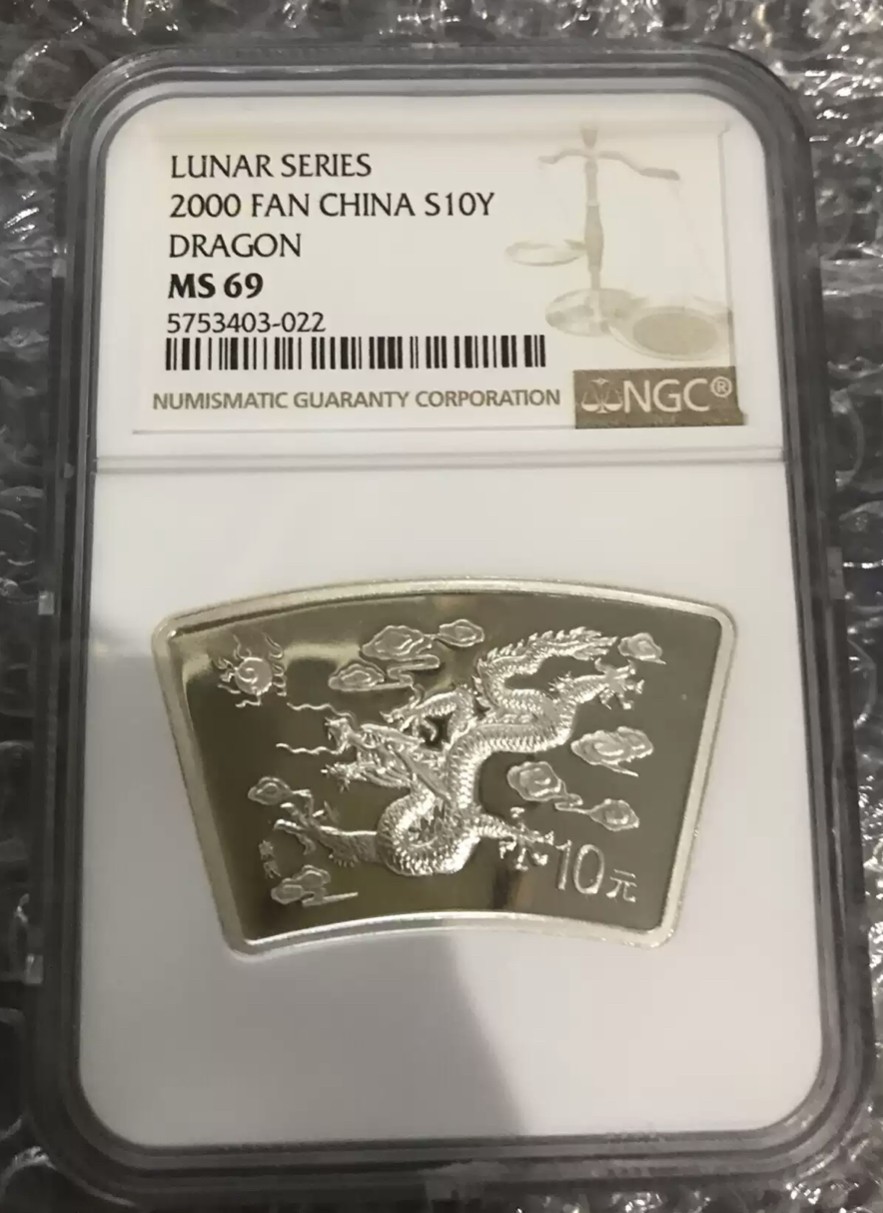 LUNAR SERIES
2000 FAN CHINA S10Y
DRAGON
MS 69
5753403-022
NUMISMATIC GUARANTY CORPORATION
NGC®
10元